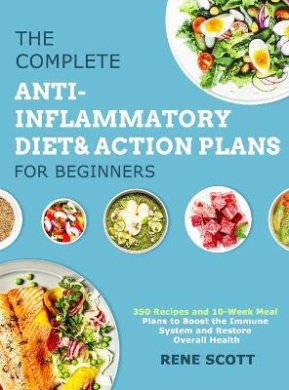 THE
COMPLETE
ANTI-
INFLAMMATORY
DIET& ACTION PLANS
FOR BEGINNERS
350 Recipes and 10-Week Meal
Plans to Boost the Immune
System and Restore
Overall Health
RENE SCOTT